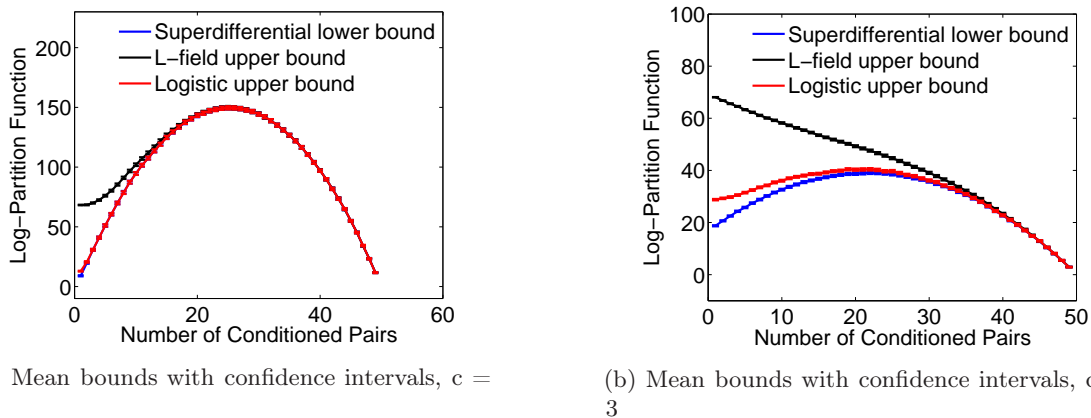 Superdifferential lower bound
L−field upper bound
Logistic upper bound
Log−Partition Function
200
150
100
50
0
0
20
40
60
Number of Conditioned Pairs
Mean bounds with confidence intervals, c =
Superdifferential lower bound
L−field upper bound
Logistic upper bound
Log−Partition Function
100
80
60
40
20
0
0
10
20
30
40
50
Number of Conditioned Pairs
(b) Mean bounds with confidence intervals, c
3